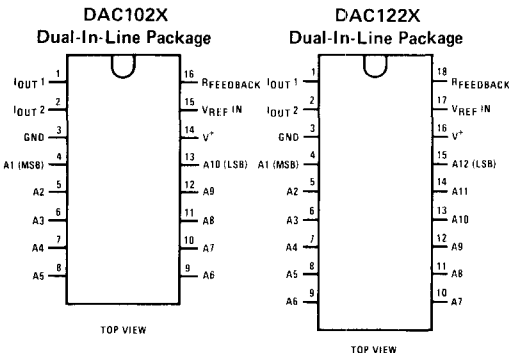 DAC102X
Dual-In-Line Package
IOUT 1 1
16 RFEEDBACK
IOUT 2 2
15 VREF IN
GND 3
14 V+
A1 (MSB) 4
13 A10 (LSB)
A2 5
12 A9
A3 6
11 A8
A4 7
10 A7
A5 8
9 A6
TOP VIEW
DAC122X
Dual-In-Line Package
IOUT 1 1
18 RFEEDBACK
IOUT 2 2
17 VREF IN
GND 3
16 V+
A1 (MSB) 4
15 A12 (LSB)
A2 5
14 A11
A3 6
13 A10
A4 7
12 A9
A5 8
11 A8
A6 9
10 A7
TOP VIEW